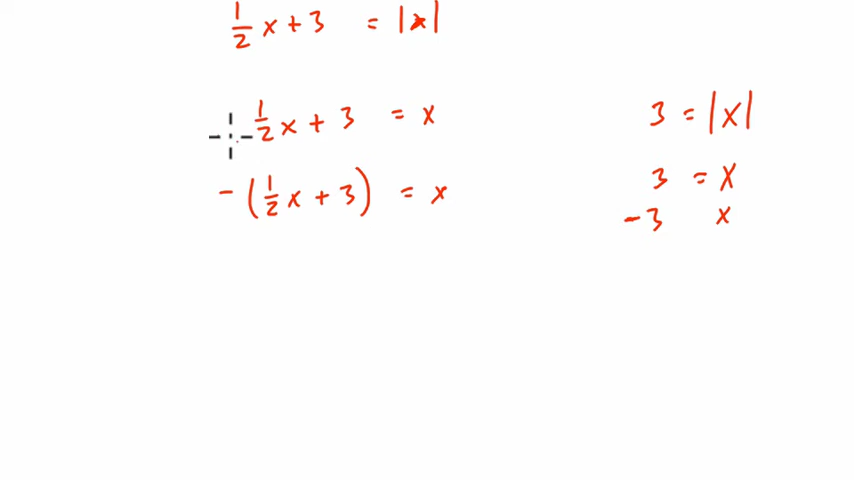 1/2 x + 3 = |x|
1/2 x + 3 = x
-(1/2 x + 3) = x
3 = |x|
3 = x
-3 x